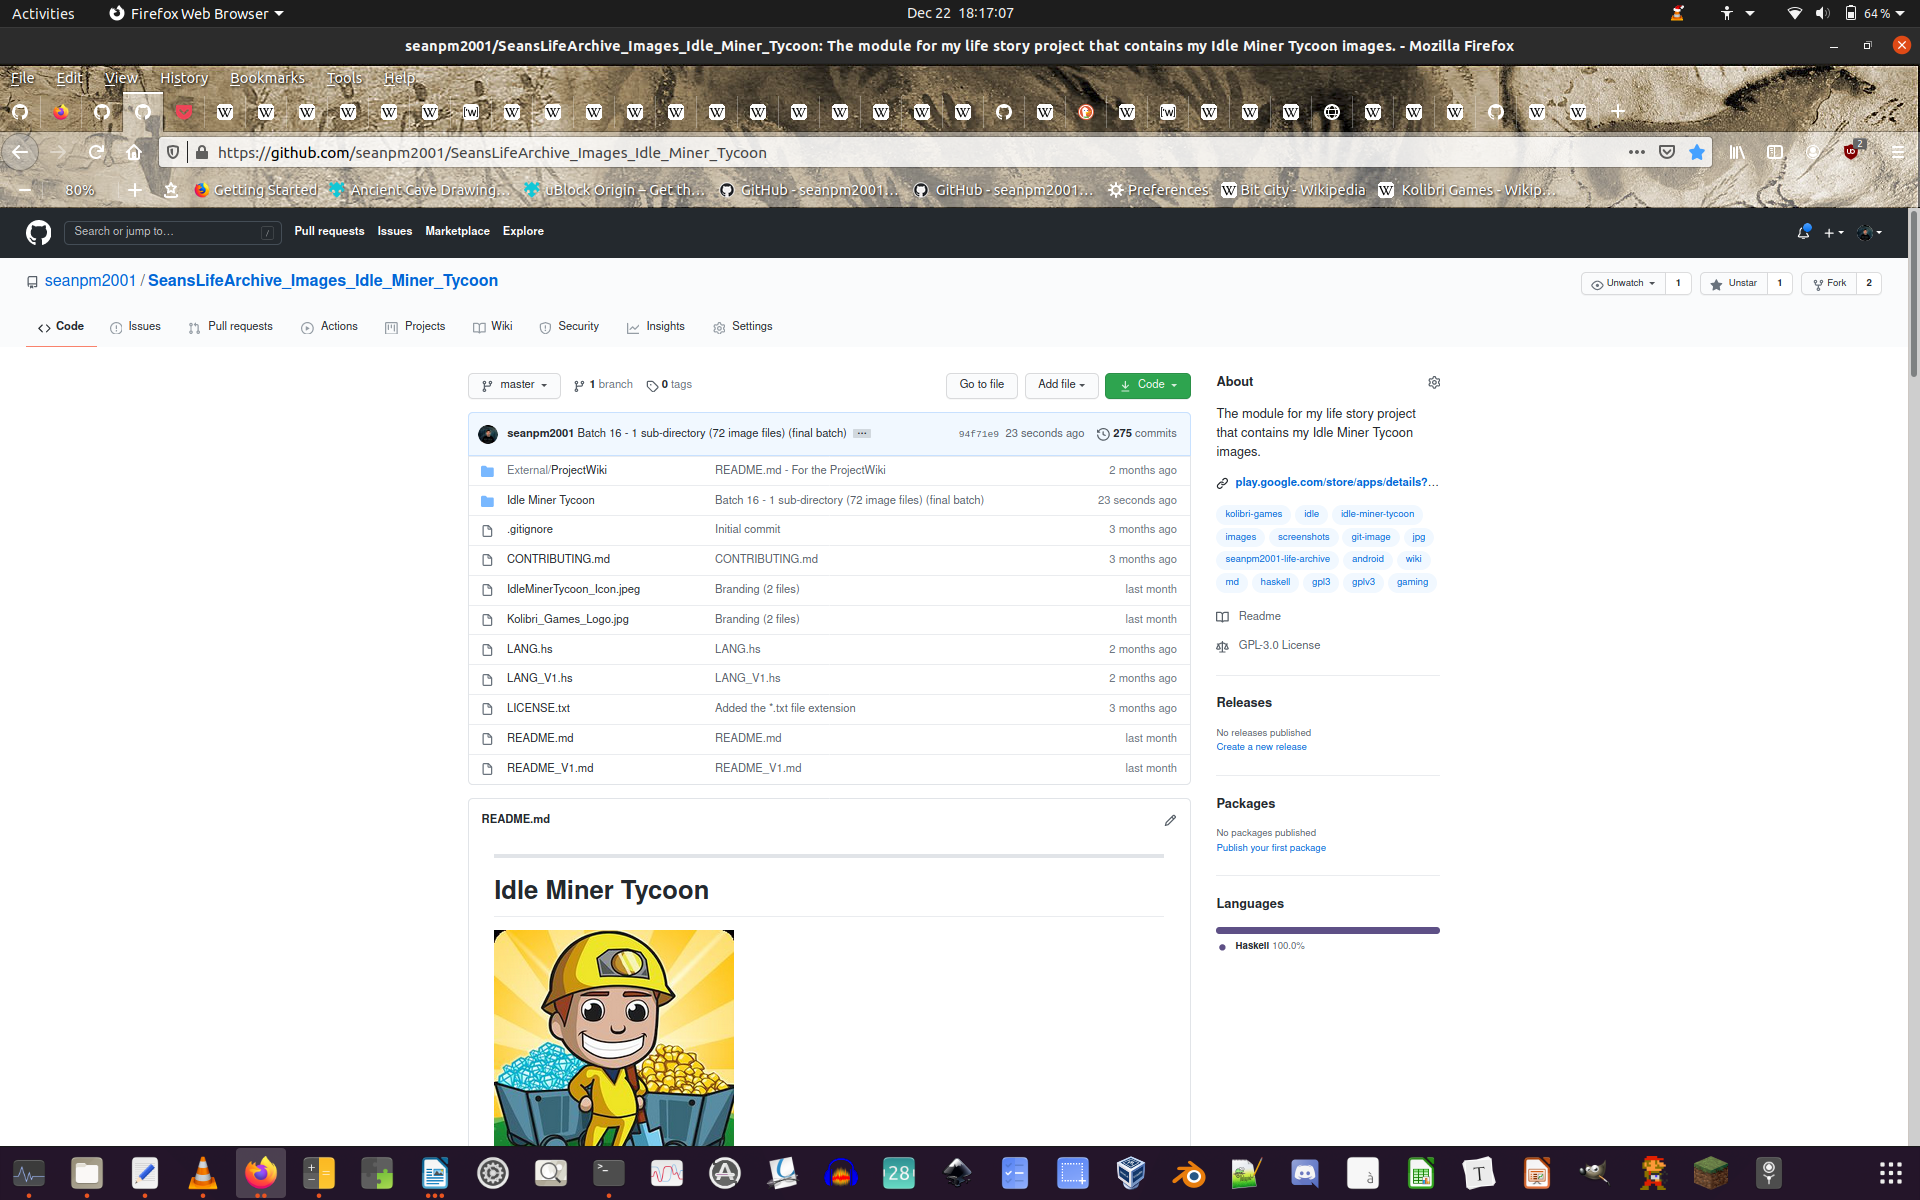 Activities Firefox Web Browser Dec 22 18:17:07 64 %
seanpm2001/SeansLifeArchive_Images_Idle_Miner_Tycoon: The module for my life story project that contains my Idle Miner Tycoon images. - Mozilla Firefox
File Edit View History Bookmarks Tools Help
https://github.com/seanpm2001/SeansLifeArchive_Images_Idle_Miner_Tycoon 2
80% Getting Started Ancient Cave Drawing… uBlock Origin – Get th… GitHub - seanpm2001… GitHub - seanpm2001… Preferences Bit City - Wikipedia Kolibri Games - Wikip…
Search or jump to… / Pull requests Issues Marketplace Explore
seanpm2001 / SeansLifeArchive_Images_Idle_Miner_Tycoon Unwatch 1 Unstar 1 Fork 2
Code Issues Pull requests Actions Projects Wiki Security Insights Settings
master 1 branch 0 tags Go to file Add file Code
seanpm2001 Batch 16 - 1 sub-directory (72 image files) (final batch) … 94f71e9 23 seconds ago 275 commits
External/ProjectWiki README.md - For the ProjectWiki 2 months ago
Idle Miner Tycoon Batch 16 - 1 sub-directory (72 image files) (final batch) 23 seconds ago
.gitignore Initial commit 3 months ago
CONTRIBUTING.md CONTRIBUTING.md 3 months ago
IdleMinerTycoon_Icon.jpeg Branding (2 files) last month
Kolibri_Games_Logo.jpg Branding (2 files) last month
LANG.hs LANG.hs 2 months ago
LANG_V1.hs LANG_V1.hs 2 months ago
LICENSE.txt Added the *.txt file extension 3 months ago
README.md README.md last month
README_V1.md README_V1.md last month
README.md
Idle Miner Tycoon
About
The module for my life story project
that contains my Idle Miner Tycoon
images.
play.google.com/store/apps/details?…
kolibri-games idle idle-miner-tycoon
images screenshots git-image jpg
seanpm2001-life-archive android wiki
md haskell gpl3 gplv3 gaming
Readme
GPL-3.0 License
Releases
No releases published
Create a new release
Packages
No packages published
Publish your first package
Languages
Haskell 100.0%
28